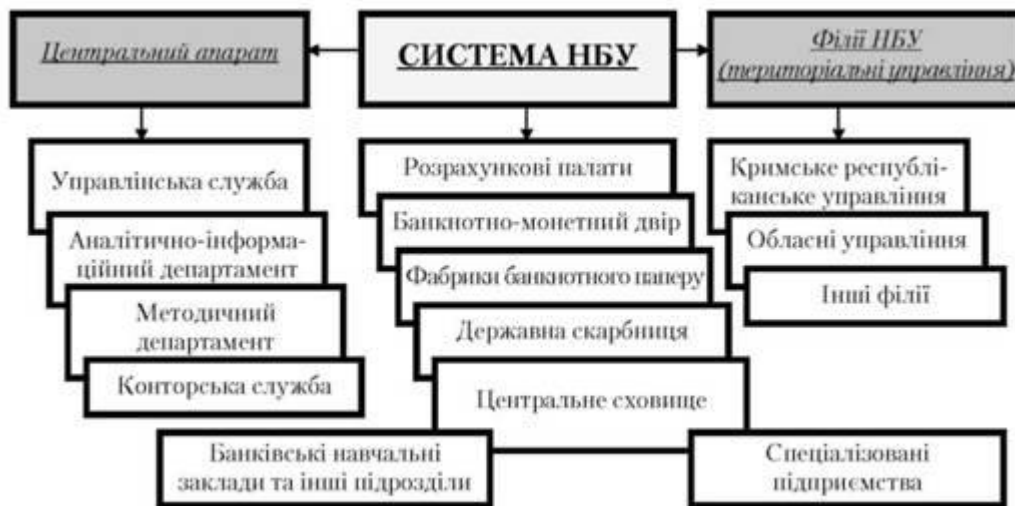 Центральний апарат
СИСТЕМА НБУ
Філії НБУ
(територіальні управління)
Управлінська служба
Аналітично-інформа-
ційний департамент
Методичний
департамент
Конторська служба
Розрахункові палати
Банкнотно-монетний двір
Фабрики банкнотного паперу
Державна скарбниця
Центральне сховище
Банківські навчальні
заклади та інші підрозділи
Спеціалізовані
підприємства
Кримське республі-
канське управління
Обласні управління
Інші філії